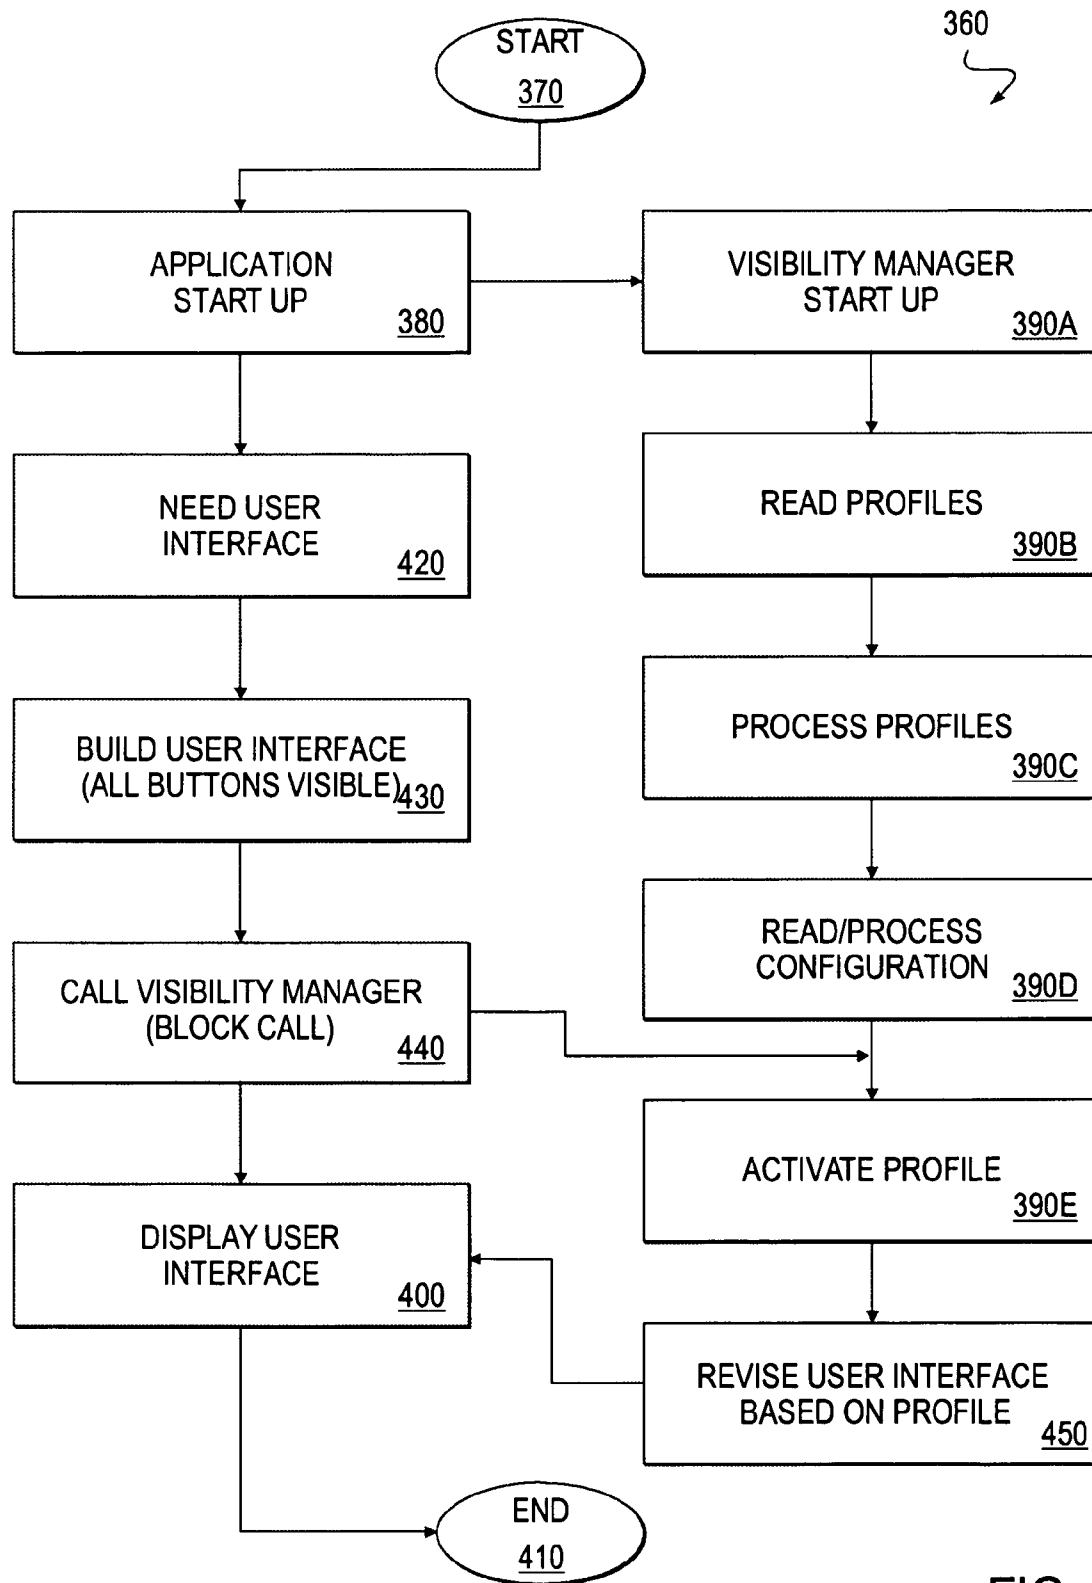 360
START
370
APPLICATION
START UP
380
VISIBILITY MANAGER
START UP
390A
NEED USER
INTERFACE
420
READ PROFILES
390B
BUILD USER INTERFACE
(ALL BUTTONS VISIBLE)
430
PROCESS PROFILES
390C
CALL VISIBILITY MANAGER
(BLOCK CALL)
440
READ/PROCESS
CONFIGURATION
390D
ACTIVATE PROFILE
390E
DISPLAY USER
INTERFACE
400
REVISE USER INTERFACE
BASED ON PROFILE
450
END
410
FIG